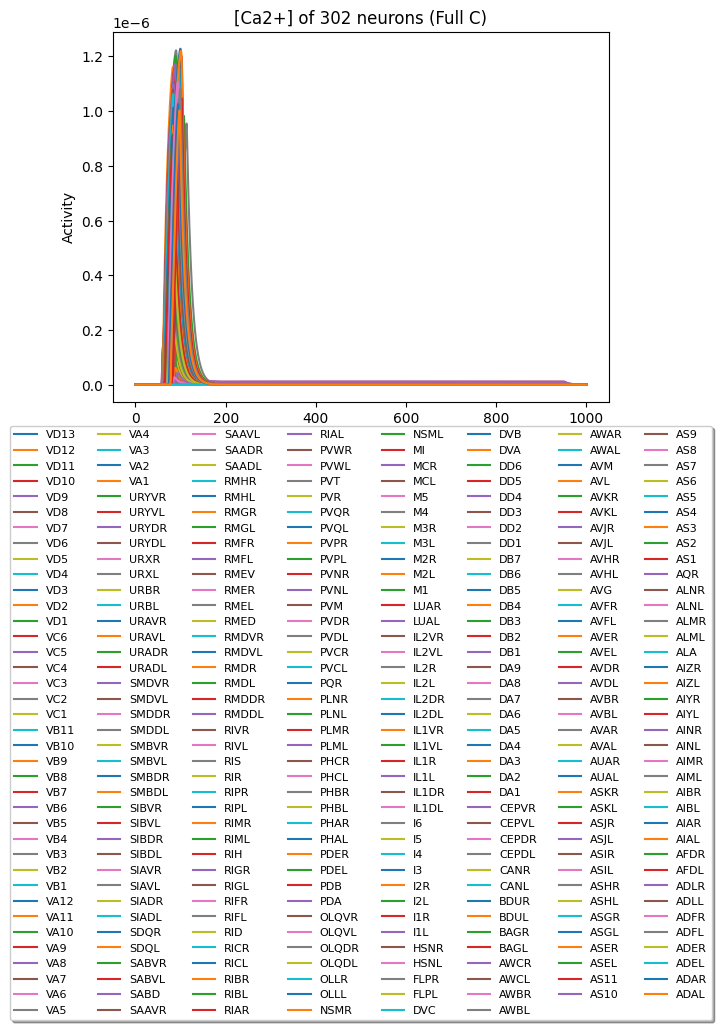 [Ca2+] of 302 neurons (Full C)
1e−6
1.2
1.0
0.8
0.6
0.4
0.2
0.0
Activity
0 200 400 600 800 1000
VD13 VA4 SAAVL RIAL NSML DVB AWAR AS9
VD12 VA3 SAADR PVWR MI DVA AWAL AS8
VD11 VA2 SAADL PVWL MCR DD6 AVM AS7
VD10 VA1 RMHR PVT MCL DD5 AVL AS6
VD9 URYVR RMHL PVR M5 DD4 AVKR AS5
VD8 URYVL RMGR PVQR M4 DD3 AVKL AS4
VD7 URYDR RMGL PVQL M3R DD2 AVJR AS3
VD6 URYDL RMFR PVPR M3L DD1 AVJL AS2
VD5 URXR RMFL PVPL M2R DB7 AVHR AS1
VD4 URXL RMEV PVNR M2L DB6 AVHL AQR
VD3 URBR RMER PVNL M1 DB5 AVG ALNR
VD2 URBL RMEL PVM LUAR DB4 AVFR ALNL
VD1 URAVR RMED PVDR LUAL DB3 AVFL ALMR
VC6 URAVL RMDVR PVDL IL2VR DB2 AVER ALML
VC5 URADR RMDVL PVCR IL2VL DB1 AVEL ALA
VC4 URADL RMDR PVCL IL2R DA9 AVDR AIZR
VC3 SMDVR RMDL PQR IL2L DA8 AVDL AIZL
VC2 SMDVL RMDDR PLNR IL2DR DA7 AVBR AIYR
VC1 SMDDR RMDDL PLNL IL2DL DA6 AVBL AIYL
VB11 SMDDL RIVR PLMR IL1VR DA5 AVAR AINR
VB10 SMBVR RIVL PLML IL1VL DA4 AVAL AINL
VB9 SMBVL RIS PHCR IL1R DA3 AUAR AIMR
VB8 SMBDR RIR PHCL IL1L DA2 AUAL AIML
VB7 SMBDL RIPR PHBR IL1DR DA1 ASKR AIBR
VB6 SIBVR RIPL PHBL IL1DL CEPVR ASKL AIBL
VB5 SIBVL RIMR PHAR I6 CEPVL ASJR AIAR
VB4 SIBDR RIML PHAL I5 CEPDR ASJL AIAL
VB3 SIBDL RIH PDER I4 CEPDL ASIR AFDR
VB2 SIAVR RIGR PDEL I3 CANR ASIL AFDL
VB1 SIAVL RIGL PDB I2R CANL ASHR ADLR
VA12 SIADR RIFR PDA I2L BDUR ASHL ADLL
VA11 SIADL RIFL OLQVR I1R BDUL ASGR ADFR
VA10 SDQR RID OLQVL I1L BAGR ASGL ADFL
VA9 SDQL RICR OLQDR HSNR BAGL ASER ADER
VA8 SABVR RICL OLQDL HSNL AWCR ASEL ADEL
VA7 SABVL RIBR OLLR FLPR AWCL AS11 ADAR
VA6 SABD RIBL OLLL FLPL AWBR AS10 ADAL
VA5 SAAVR RIAR NSMR DVC AWBL